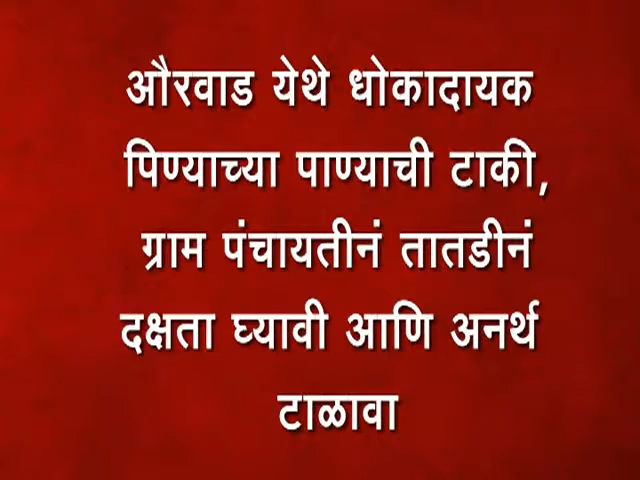 औरवाड येथे धोकादायक
पिण्याच्या पाण्याची टाकी,
ग्राम पंचायतीनं तातडीनं
दक्षता घ्यावी आणि अनर्थ
टाळावा